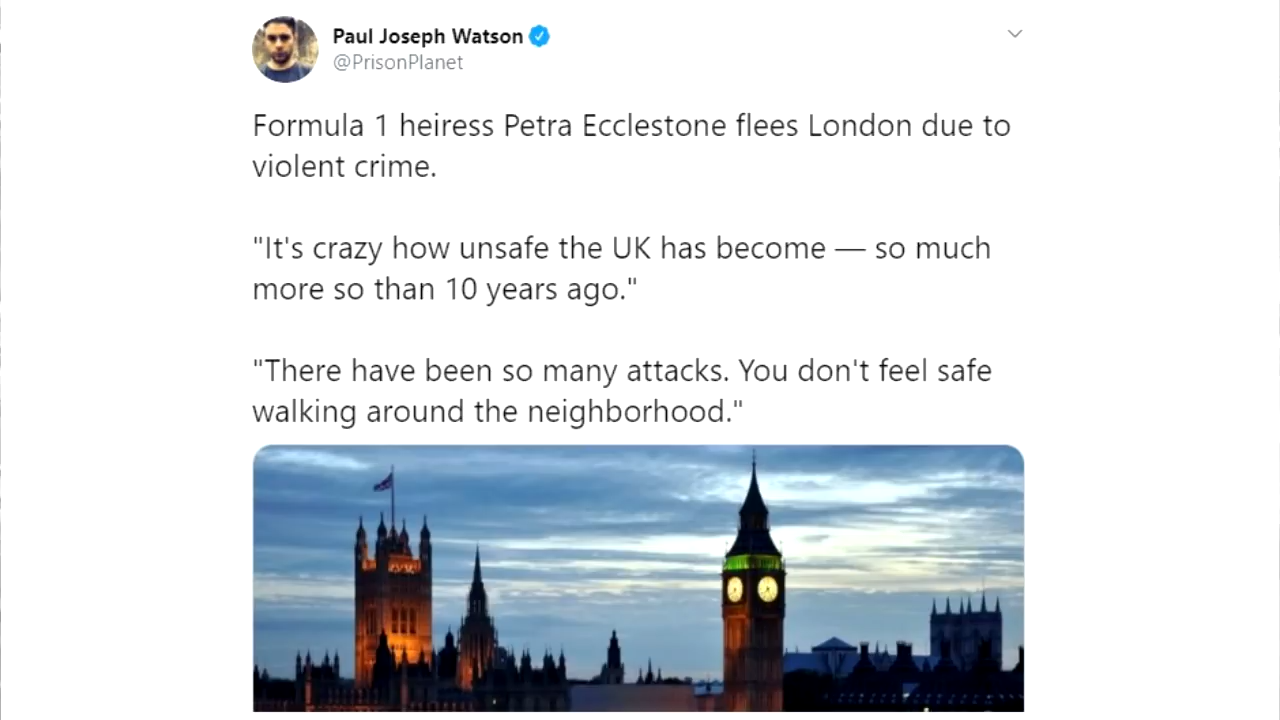 Paul Joseph Watson
@PrisonPlanet
Formula 1 heiress Petra Ecclestone flees London due to
violent crime.
"It's crazy how unsafe the UK has become — so much
more so than 10 years ago."
"There have been so many attacks. You don't feel safe
walking around the neighborhood."